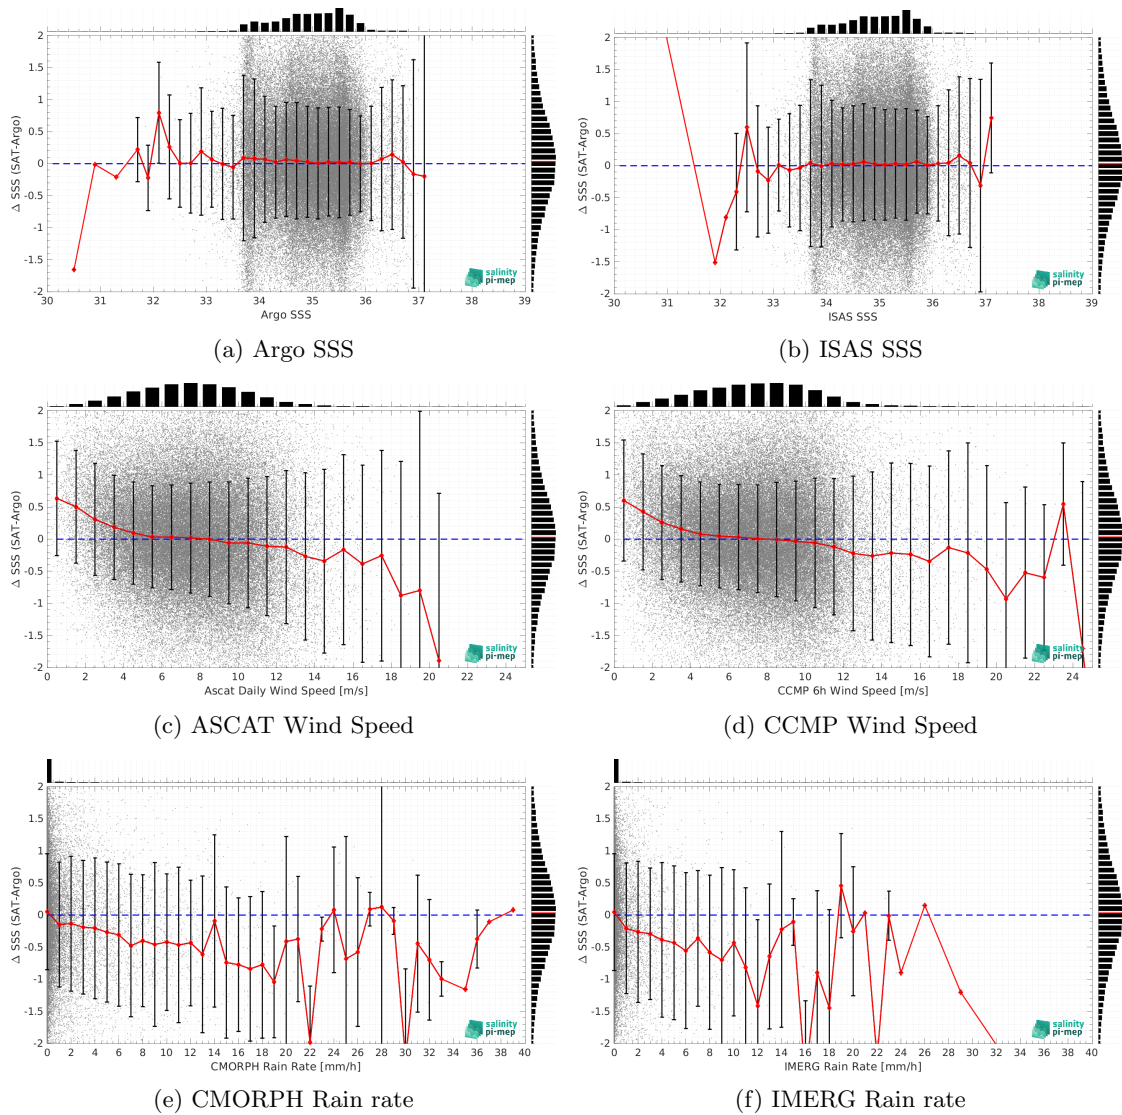 2
1.5
1
0.5
0
-0.5
-1
-1.5
-2
Δ SSS (SAT-Argo)
30 31 32 33 34 35 36 37 38 39
Argo SSS
salinity
pi-mep
(a) Argo SSS
2
1.5
1
0.5
0
-0.5
-1
-1.5
-2
Δ SSS (SAT-Argo)
30 31 32 33 34 35 36 37 38 39
ISAS SSS
salinity
pi-mep
(b) ISAS SSS
2
1.5
1
0.5
0
-0.5
-1
-1.5
-2
Δ SSS (SAT-Argo)
0 2 4 6 8 10 12 14 16 18 20 22 24
Ascat Daily Wind Speed [m/s]
salinity
pi-mep
(c) ASCAT Wind Speed
2
1.5
1
0.5
0
-0.5
-1
-1.5
-2
Δ SSS (SAT-Argo)
0 2 4 6 8 10 12 14 16 18 20 22 24
CCMP 6h Wind Speed [m/s]
salinity
pi-mep
(d) CCMP Wind Speed
2
1.5
1
0.5
0
-0.5
-1
-1.5
-2
Δ SSS (SAT-Argo)
0 2 4 6 8 10 12 14 16 18 20 22 24 26 28 30 32 34 36 38 40
CMORPH Rain Rate [mm/h]
salinity
pi-mep
(e) CMORPH Rain rate
2
1.5
1
0.5
0
-0.5
-1
-1.5
-2
Δ SSS (SAT-Argo)
0 2 4 6 8 10 12 14 16 18 20 22 24 26 28 30 32 34 36 38 40
IMERG Rain Rate [mm/h]
salinity
pi-mep
(f) IMERG Rain rate